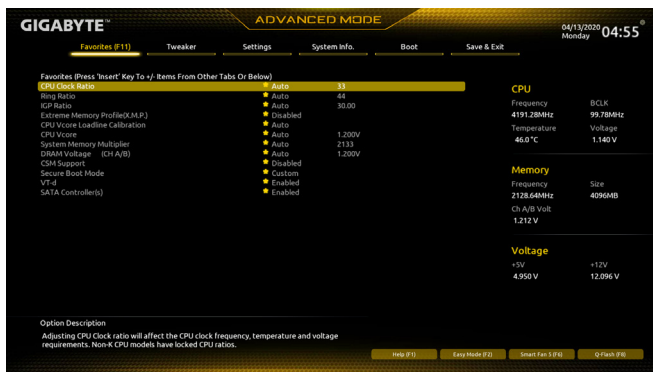 GIGABYTE™
ADVANCED MODE
04/13/2020
Monday
04:55
Favorites (F11) Tweaker Settings System Info. Boot Save & Exit
Favorites (Press 'Insert' Key To +/- Items From Other Tabs Or Below)
CPU Clock Ratio Auto 33
Ring Ratio Auto 44
IGP Ratio Auto 30.00
Extreme Memory Profile(X.M.P.) Disabled
CPU Vcore Loadline Calibration Auto
CPU Vcore Auto 1.200V
System Memory Multiplier Auto 2133
DRAM Voltage (CH A/B) Auto 1.200V
CSM Support Disabled
Secure Boot Mode Custom
VT-d Enabled
SATA Controller(s) Enabled
CPU
Frequency BCLK
4191.28MHz 99.78MHz
Temperature Voltage
46.0 °C 1.140 V
Memory
Frequency Size
2128.64MHz 4096MB
Ch A/B Volt
1.212 V
Voltage
+5V +12V
4.950 V 12.096 V
Option Description
Adjusting CPU Clock ratio will affect the CPU clock frequency, temperature and voltage
requirements. Non-K CPU models have locked CPU ratios.
Help (F1) Easy Mode (F2) Smart Fan 5 (F6) Q-Flash (F8)